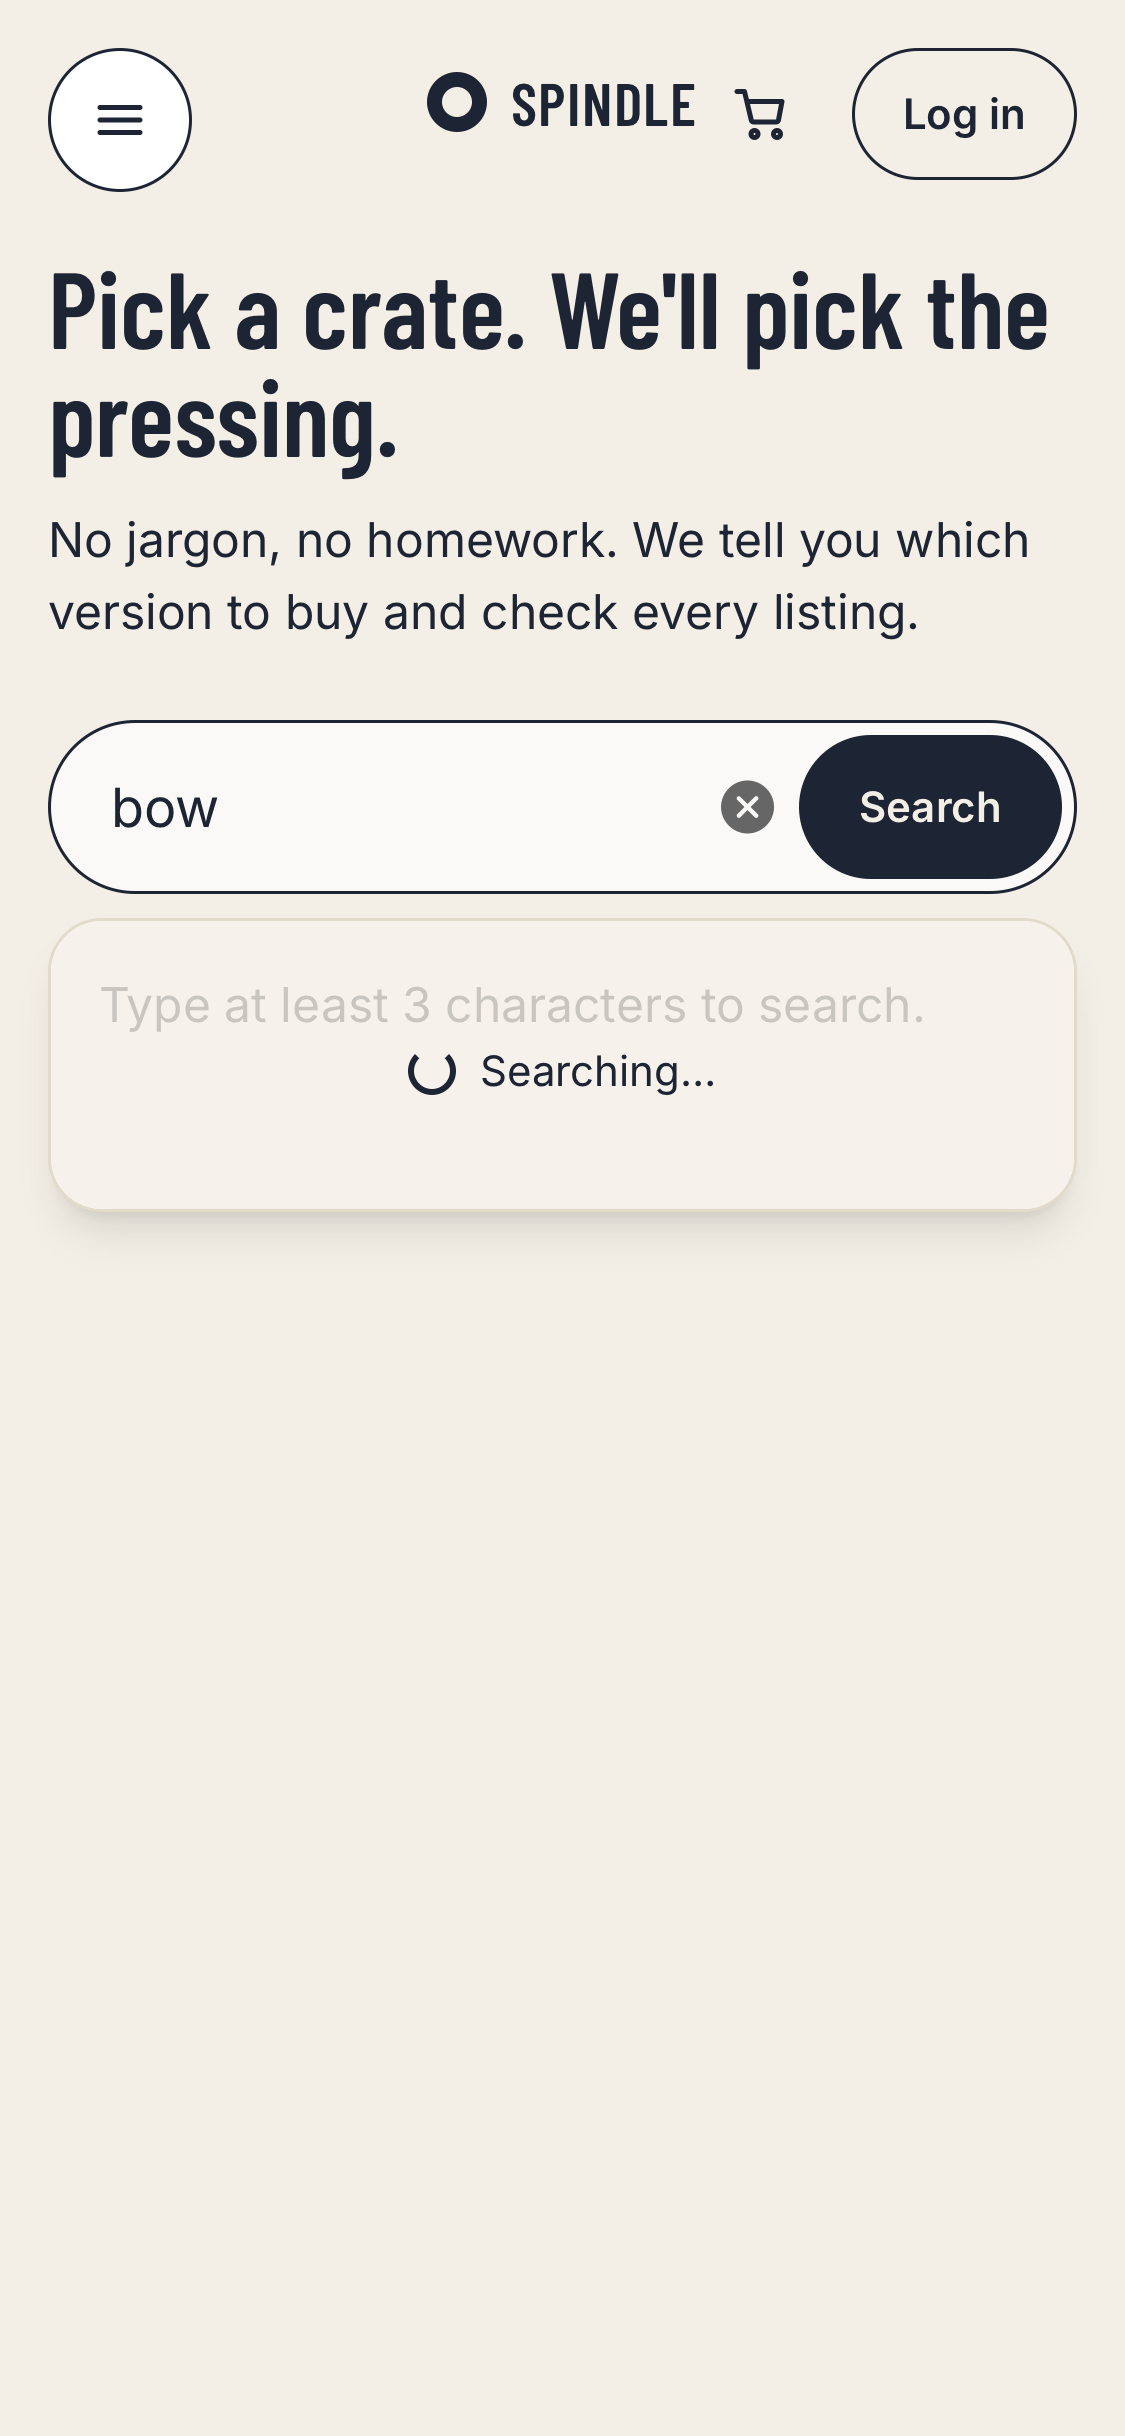 SPINDLE
Log in
Pick a crate. We'll pick the
pressing.
No jargon, no homework. We tell you which
version to buy and check every listing.
bow
Search
Type at least 3 characters to search.
Searching...